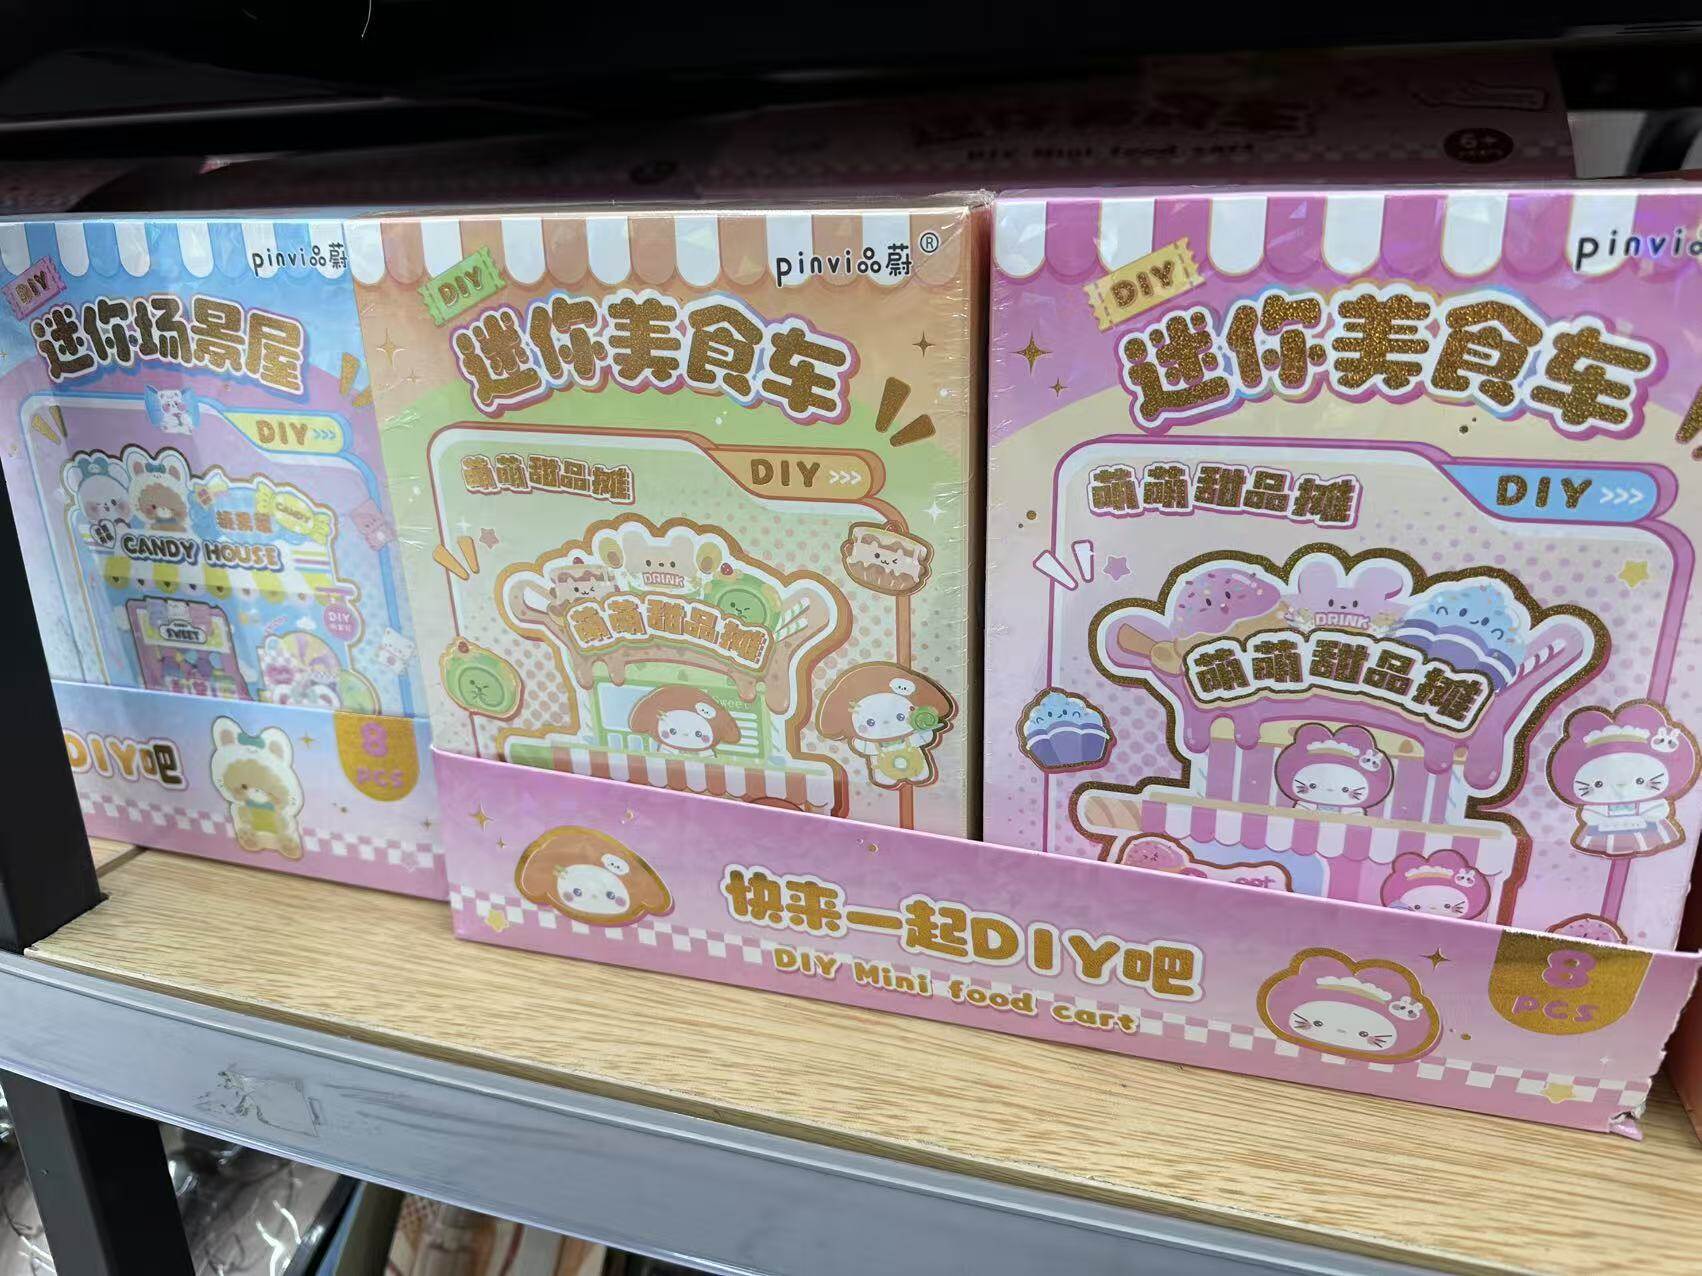 DIY Mini food cart
6+
pinvi品蔚
DIY
迷你场景屋
DIY >>>
CANDY
CANDY HOUSE
SWEET
DIY
DIY吧
8
PCS
pinvi品蔚®
DIY
迷你美食车
萌萌甜品摊
DIY >>>
DRINK
萌萌甜品摊
sweet
pinvi
DIY
迷你美食车
萌萌甜品摊
DIY >>>
DRINK
萌萌甜品摊
快来一起DIY吧
DIY Mini food cart
8
PCS